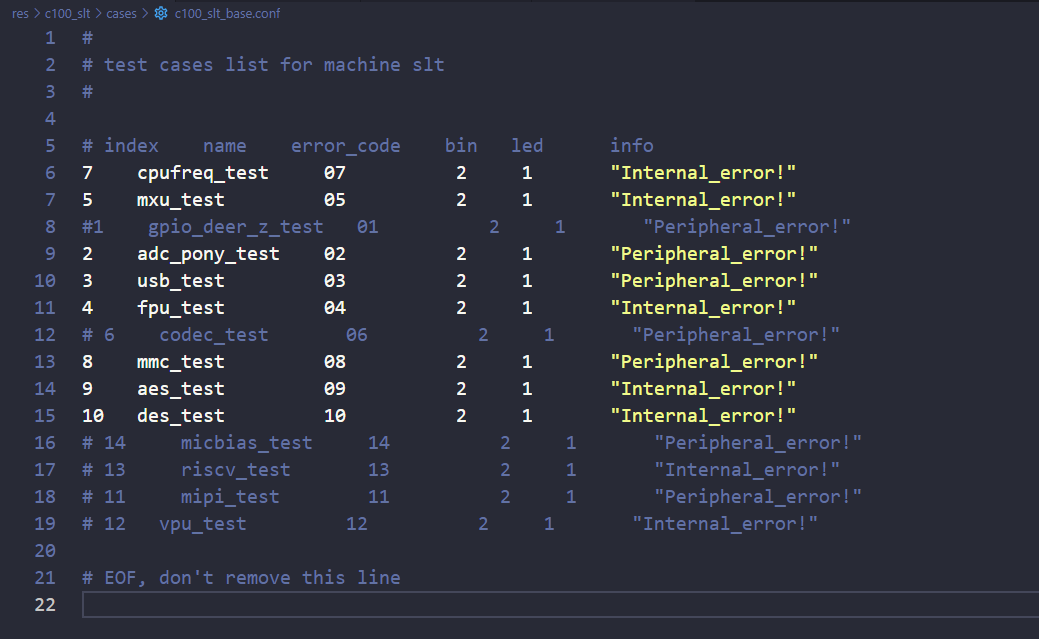 res > c100_slt > cases > c100_slt_base.conf
1 #
2 # test cases list for machine slt
3 #
4
5 # index name error_code bin led info
6 7 cpufreq_test 07 2 1 "Internal_error!"
7 5 mxu_test 05 2 1 "Internal_error!"
8 #1 gpio_deer_z_test 01 2 1 "Peripheral_error!"
9 2 adc_pony_test 02 2 1 "Peripheral_error!"
10 3 usb_test 03 2 1 "Peripheral_error!"
11 4 fpu_test 04 2 1 "Internal_error!"
12 # 6 codec_test 06 2 1 "Peripheral_error!"
13 8 mmc_test 08 2 1 "Peripheral_error!"
14 9 aes_test 09 2 1 "Internal_error!"
15 10 des_test 10 2 1 "Internal_error!"
16 # 14 micbias_test 14 2 1 "Peripheral_error!"
17 # 13 riscv_test 13 2 1 "Internal_error!"
18 # 11 mipi_test 11 2 1 "Peripheral_error!"
19 # 12 vpu_test 12 2 1 "Internal_error!"
20
21 # EOF, don't remove this line
22